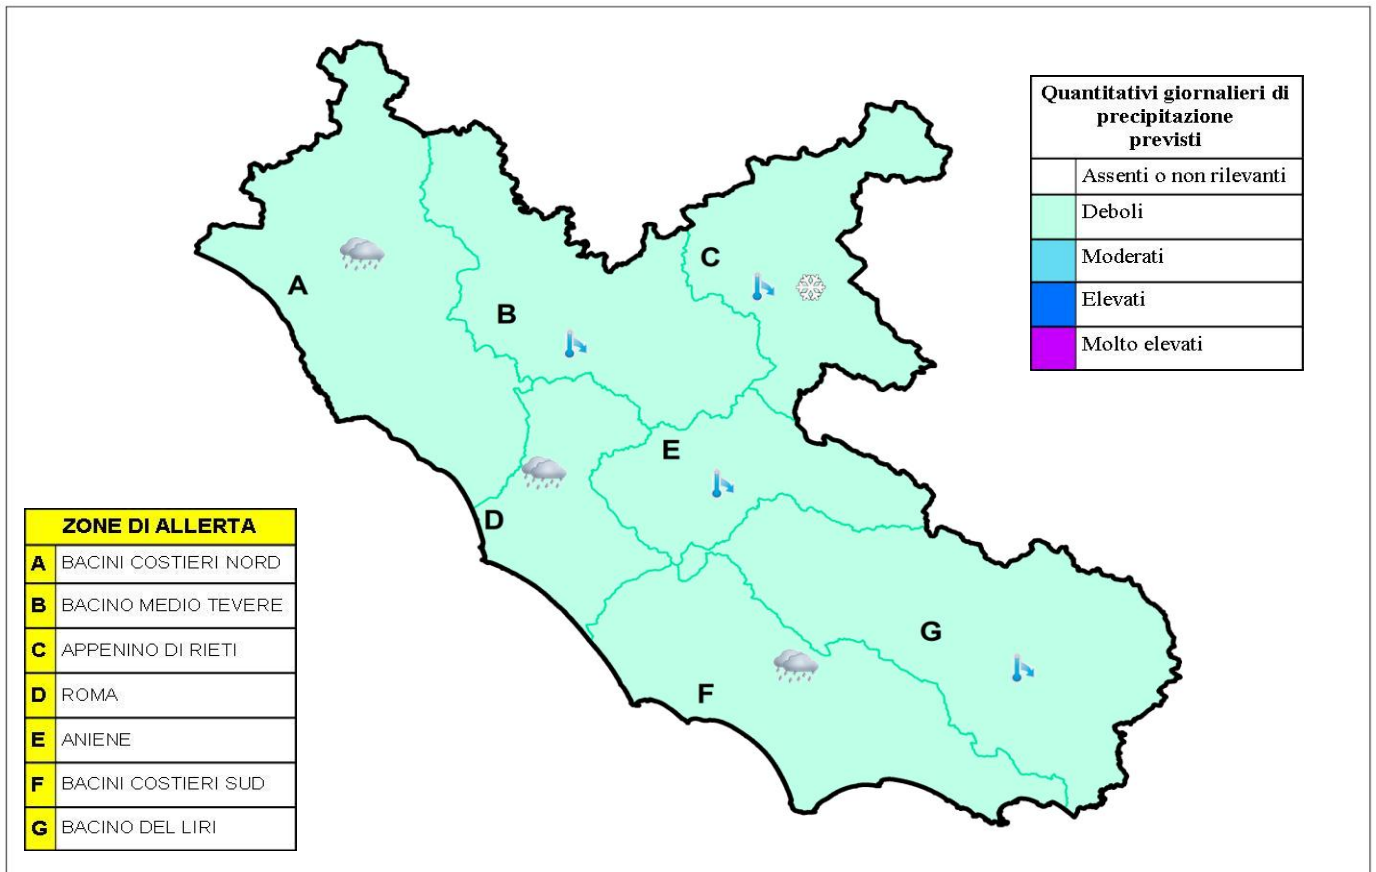 Quantitativi giornalieri di
precipitazione
previsti
Assenti o non rilevanti
Deboli
Moderati
Elevati
Molto elevati
A
B
C
D
E
F
G
ZONE DI ALLERTA
A BACINI COSTIERI NORD
B BACINO MEDIO TEVERE
C APPENINO DI RIETI
D ROMA
E ANIENE
F BACINI COSTIERI SUD
G BACINO DEL LIRI